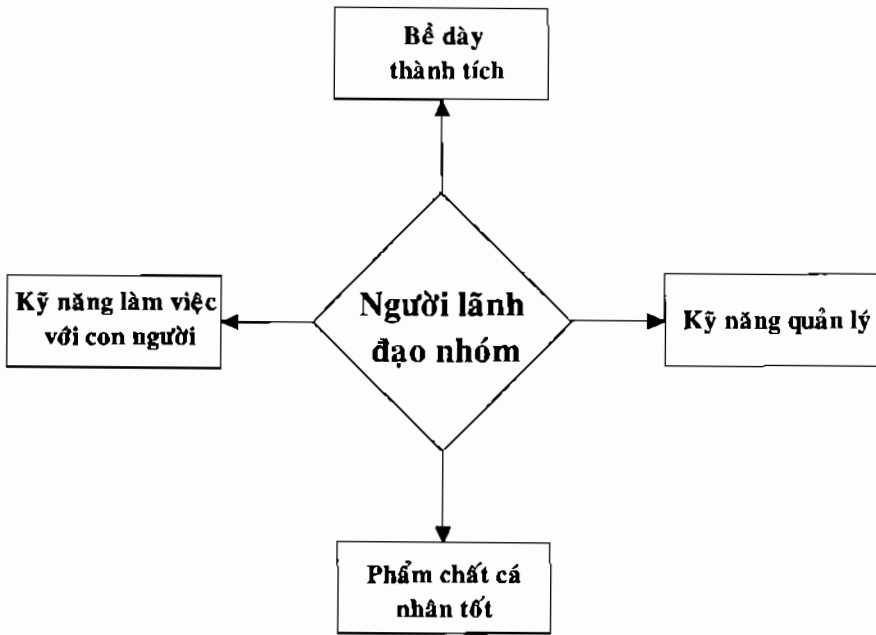 Bề dày
thành tích
Kỹ năng làm việc
với con người
Người lãnh
đạo nhóm
Kỹ năng quản lý
Phẩm chất cá
nhân tốt